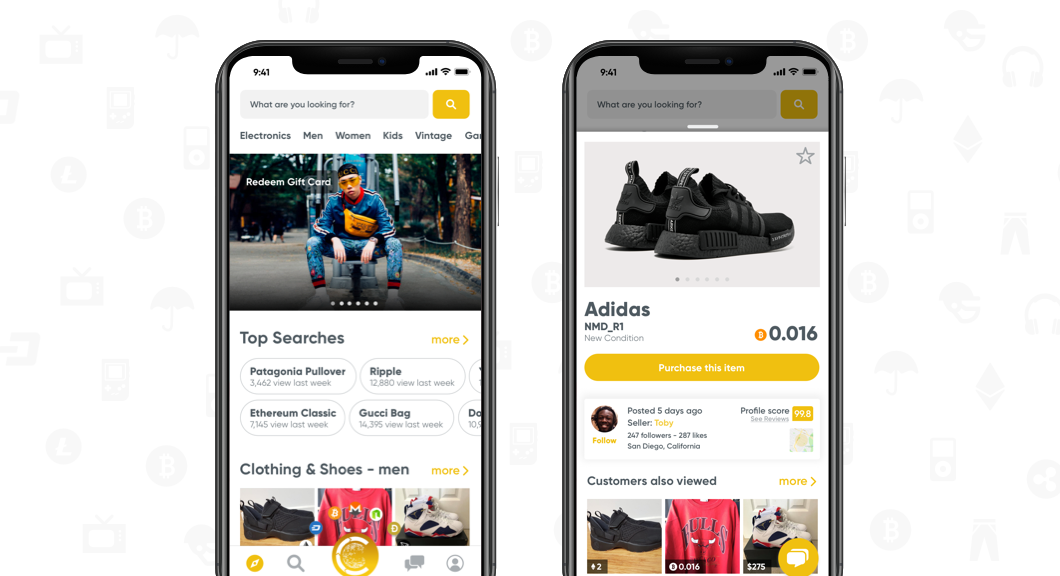 9:41
What are you looking for?
Electronics Men Women Kids Vintage
Redeem Gift Card
Top Searches
more
Patagonia Pullover
3,462 view last week
Ripple
12,880 view last week
Ethereum Classic
7,145 view last week
Gucci Bag
14,395 view last week
Clothing & Shoes - men
more
BULLS
9:41
What are you looking for?
Adidas
NMD_R1
New Condition
0.016
Purchase this item
Posted 5 days ago
Seller: Toby
247 followers - 287 likes
San Diego, California
Follow
Profile score 99.8
See Reviews
Customers also viewed
more
BULLS
2
0.016
$275